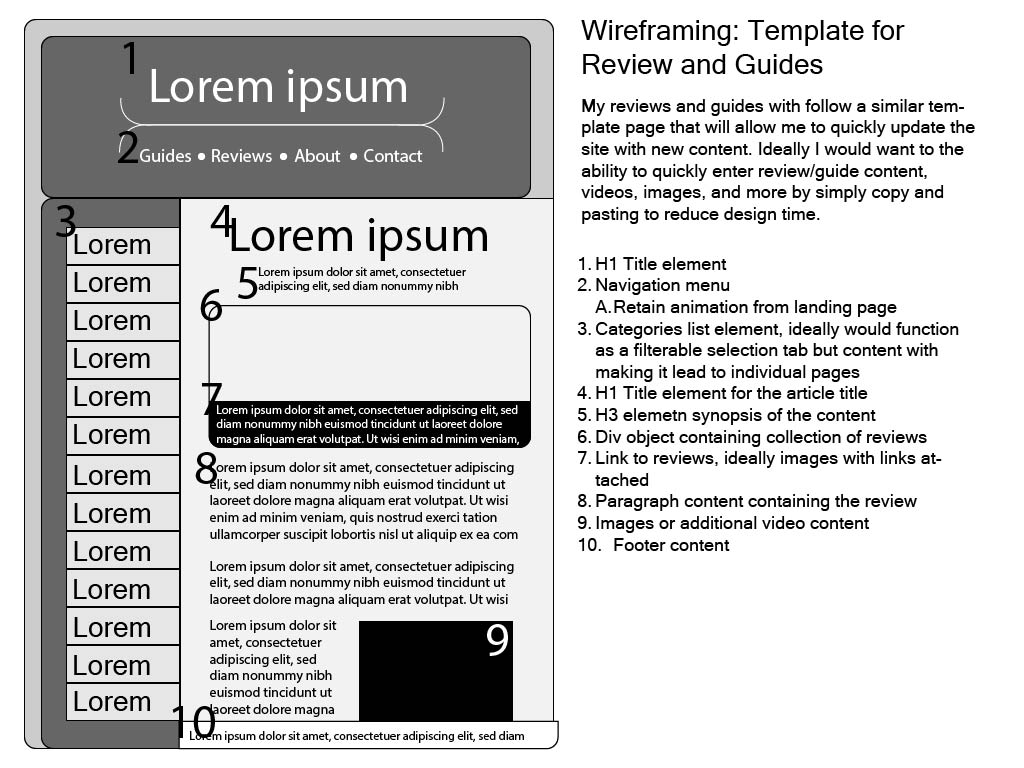 1
Lorem ipsum
2
Guides • Reviews • About • Contact
3
Lorem
Lorem
Lorem
Lorem
Lorem
Lorem
Lorem
Lorem
Lorem
Lorem
Lorem
Lorem
Lorem
4
Lorem ipsum
5
Lorem ipsum dolor sit amet, consectetuer
adipiscing elit, sed diam nonummy nibh
6
7
Lorem ipsum dolor sit amet, consectetuer adipiscing elit, sed
diam nonummy nibh euismod tincidunt ut laoreet dolore
magna aliquam erat volutpat. Ut wisi enim ad minim veniam,
8
Lorem ipsum dolor sit amet, consectetuer adipiscing
elit, sed diam nonummy nibh euismod tincidunt ut
laoreet dolore magna aliquam erat volutpat. Ut wisi
enim ad minim veniam, quis nostrud exerci tation
ullamcorper suscipit lobortis nisl ut aliquip ex ea com
Lorem ipsum dolor sit amet, consectetuer adipiscing
elit, sed diam nonummy nibh euismod tincidunt ut
laoreet dolore magna aliquam erat volutpat. Ut wisi
Lorem ipsum dolor sit
amet, consectetuer
adipiscing elit, sed
diam nonummy nibh
euismod tincidunt ut
laoreet dolore magna
9
10
Lorem ipsum dolor sit amet, consectetuer adipiscing elit, sed diam
Wireframing: Template for
Review and Guides
My reviews and guides with follow a similar tem-
plate page that will allow me to quickly update the
site with new content. Ideally I would want to the
ability to quickly enter review/guide content,
videos, images, and more by simply copy and
pasting to reduce design time.
1. H1 Title element
2. Navigation menu
A.Retain animation from landing page
3. Categories list element, ideally would function
as a filterable selection tab but content with
making it lead to individual pages
4. H1 Title element for the article title
5. H3 elemetn synopsis of the content
6. Div object containing collection of reviews
7. Link to reviews, ideally images with links at-
tached
8. Paragraph content containing the review
9. Images or additional video content
10. Footer content